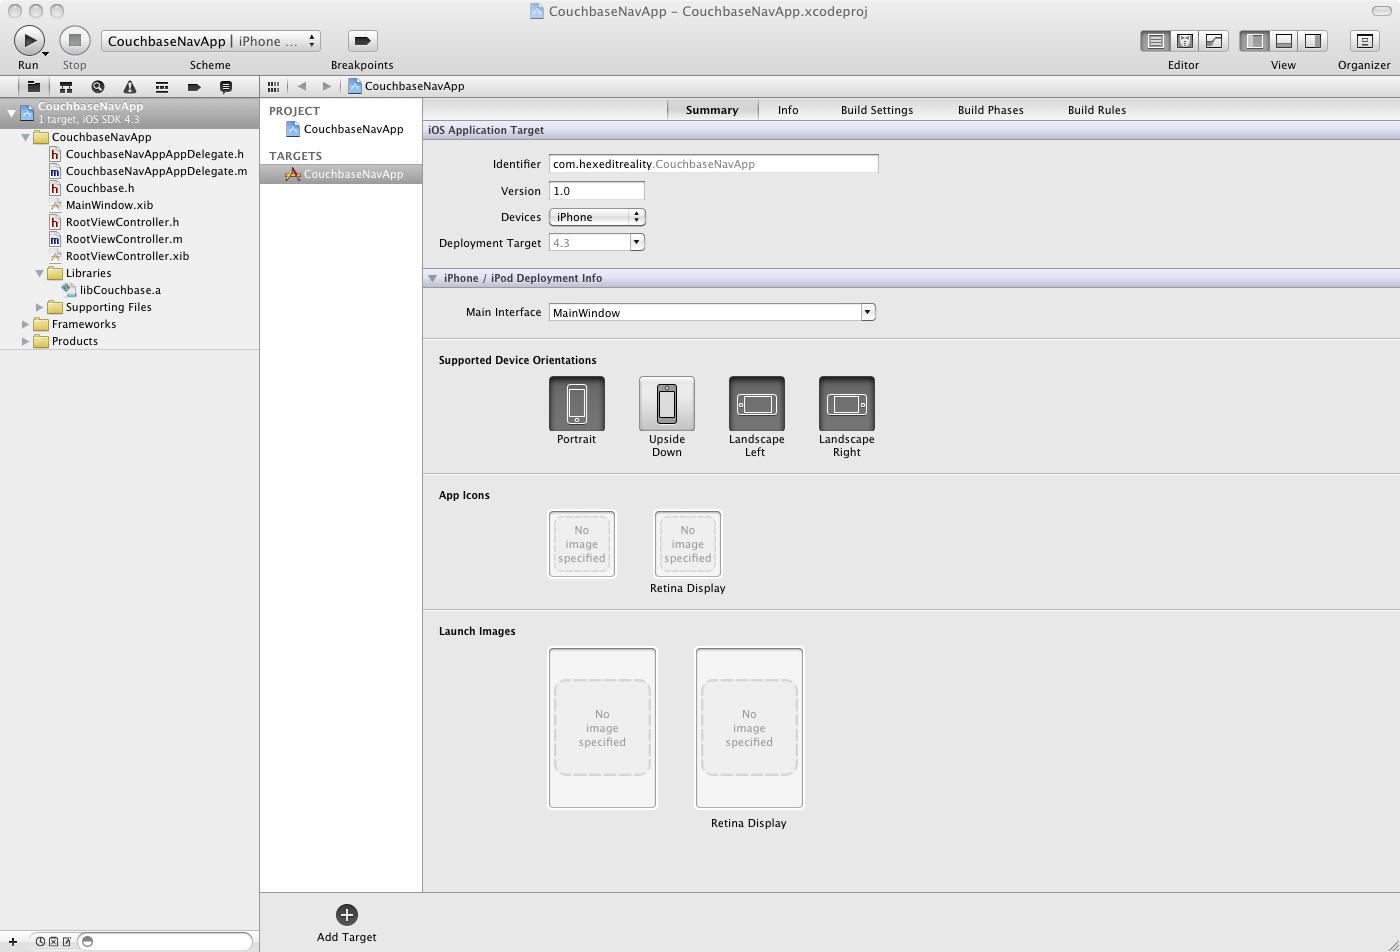 CouchbaseNavApp – CouchbaseNavApp.xcodeproj
CouchbaseNavApp | iPhone ...
Run
Stop
Scheme
Breakpoints
Editor
View
Organizer
CouchbaseNavApp
CouchbaseNavApp
1 target, iOS SDK 4.3
CouchbaseNavApp
h CouchbaseNavAppAppDelegate.h
m CouchbaseNavAppAppDelegate.m
h Couchbase.h
MainWindow.xib
h RootViewController.h
m RootViewController.m
RootViewController.xib
Libraries
libCouchbase.a
Supporting Files
Frameworks
Products
PROJECT
CouchbaseNavApp
TARGETS
CouchbaseNavApp
Summary
Info
Build Settings
Build Phases
Build Rules
iOS Application Target
Identifier com.hexeditreality.CouchbaseNavApp
Version 1.0
Devices iPhone
Deployment Target 4.3
iPhone / iPod Deployment Info
Main Interface MainWindow
Supported Device Orientations
Portrait
Upside
Down
Landscape
Left
Landscape
Right
App Icons
No
image
specified
No
image
specified
Retina Display
Launch Images
No
image
specified
No
image
specified
Retina Display
Add Target